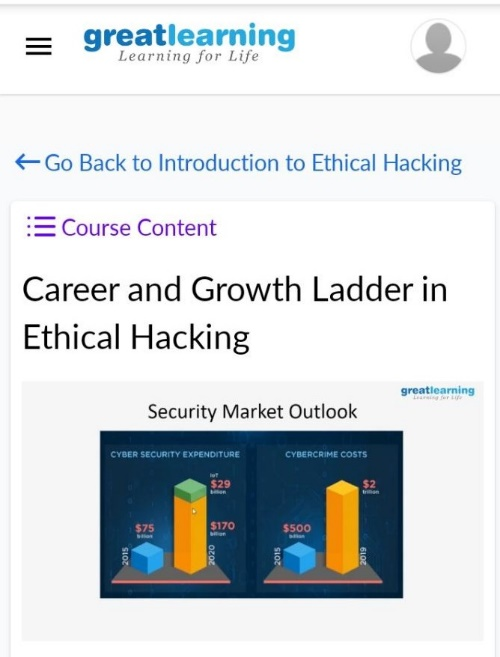 greatlearning
Learning for Life
Go Back to Introduction to Ethical Hacking
Course Content
Career and Growth Ladder in
Ethical Hacking
greatlearning
Learning for Life
Security Market Outlook
CYBER SECURITY EXPENDITURE
CYBERCRIME COSTS
IoT
$29
billion
$2
trillion
$75
billion
$170
billion
$500
billion
2015
2020
2015
2019